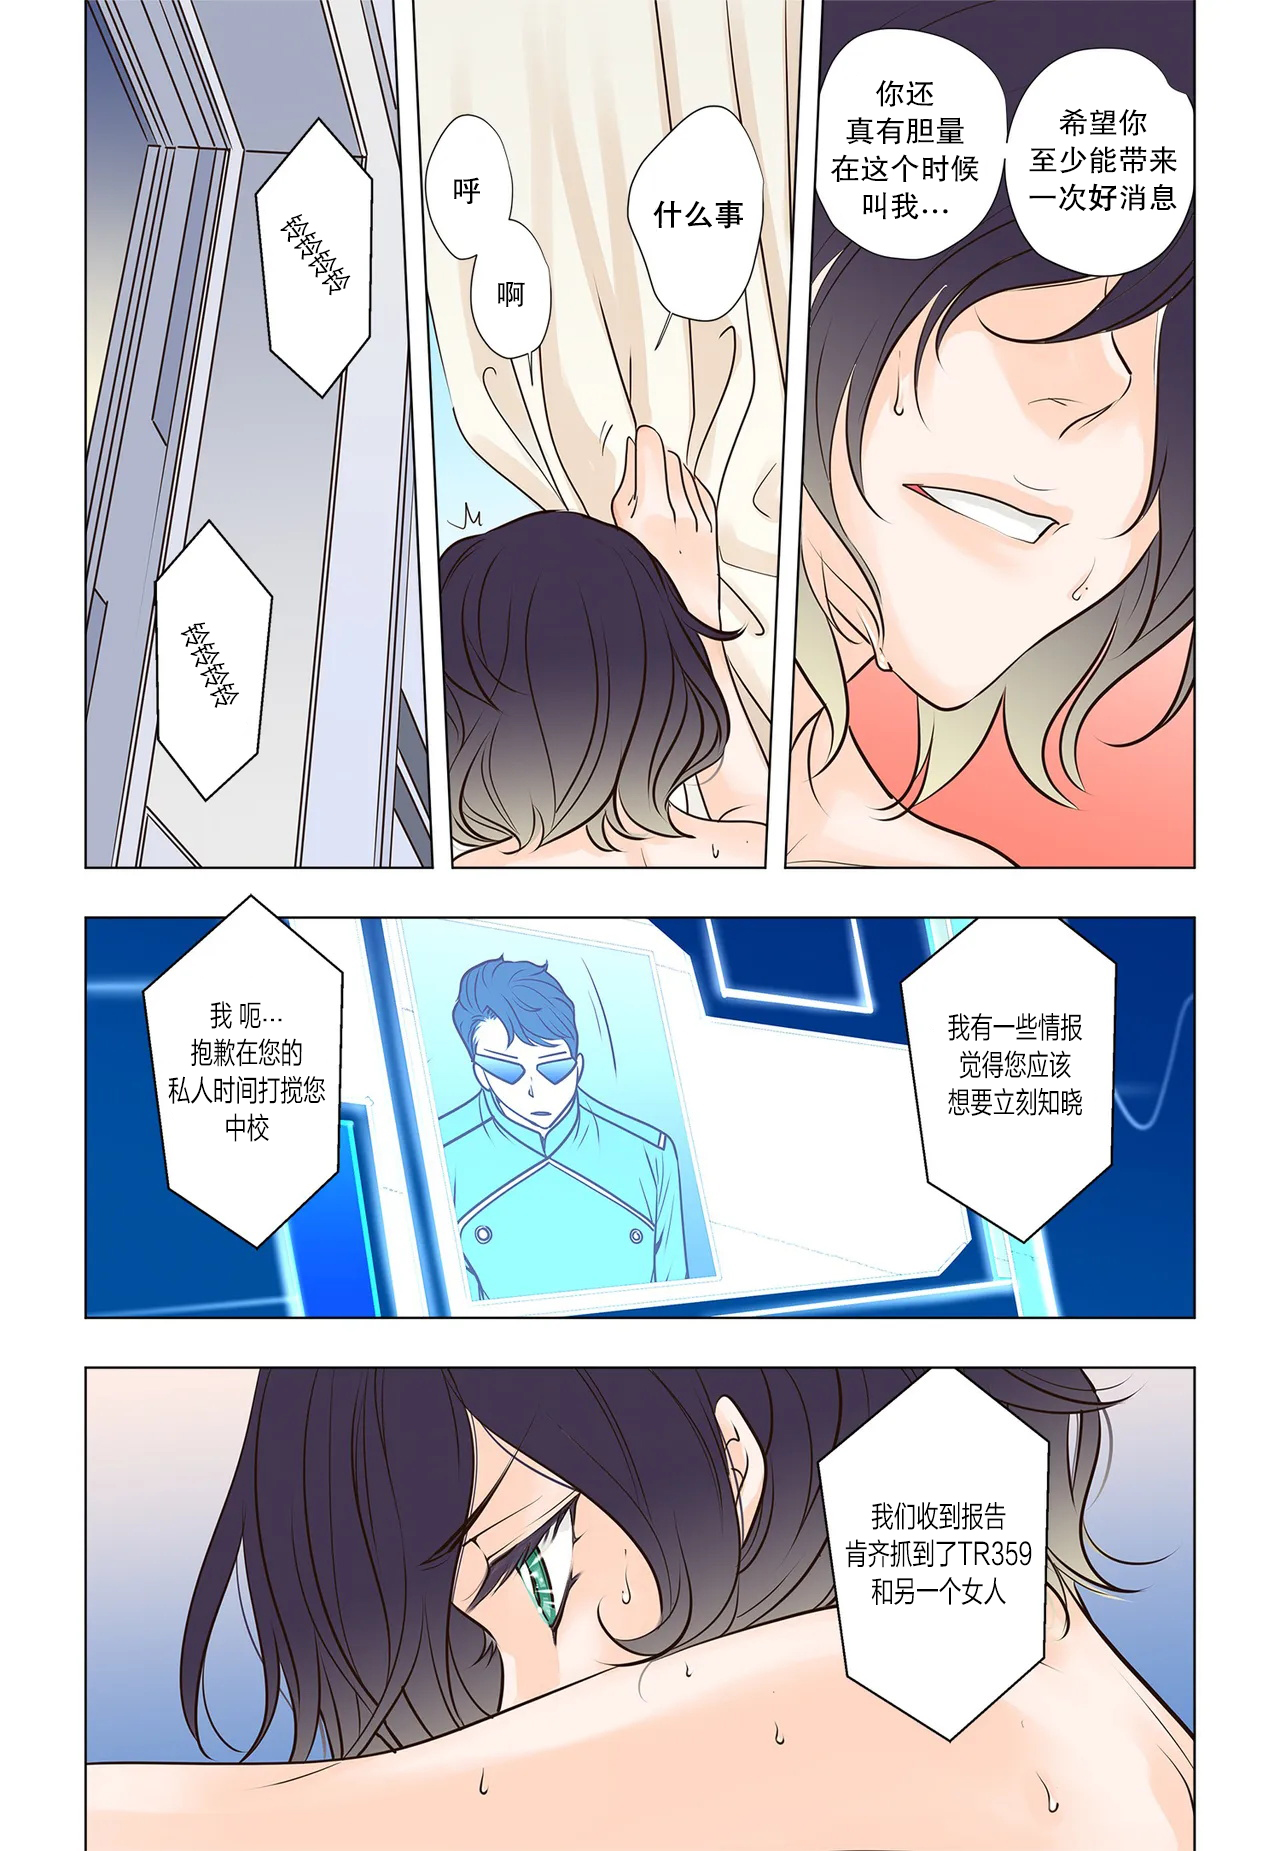 铃铃铃铃
铃铃铃铃
呼
啊
什么事
你还
真有胆量
在这个时候
叫我…
希望你
至少能带来
一次好消息
我 呃…
抱歉在您的
私人时间打搅您
中校
我有一些情报
觉得您应该
想要立刻知晓
我们收到报告
肯齐抓到了TR359
和另一个女人